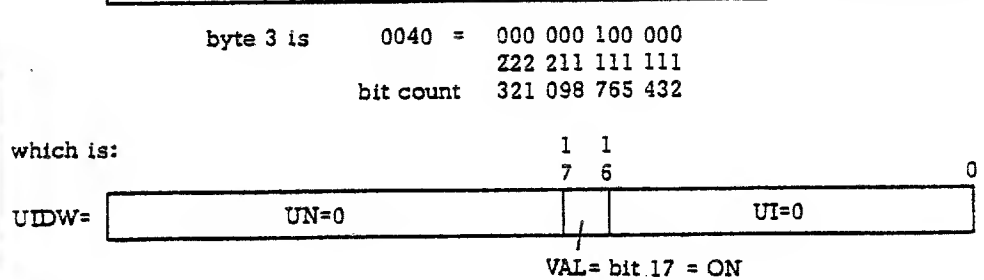 byte 3 is 0040 = 000 000 100 000
222 211 111 111
bit count 321 098 765 432
which is: 1 1
7 6 0
UIDW= UN=0 UI=0
VAL= bit 17 = ON